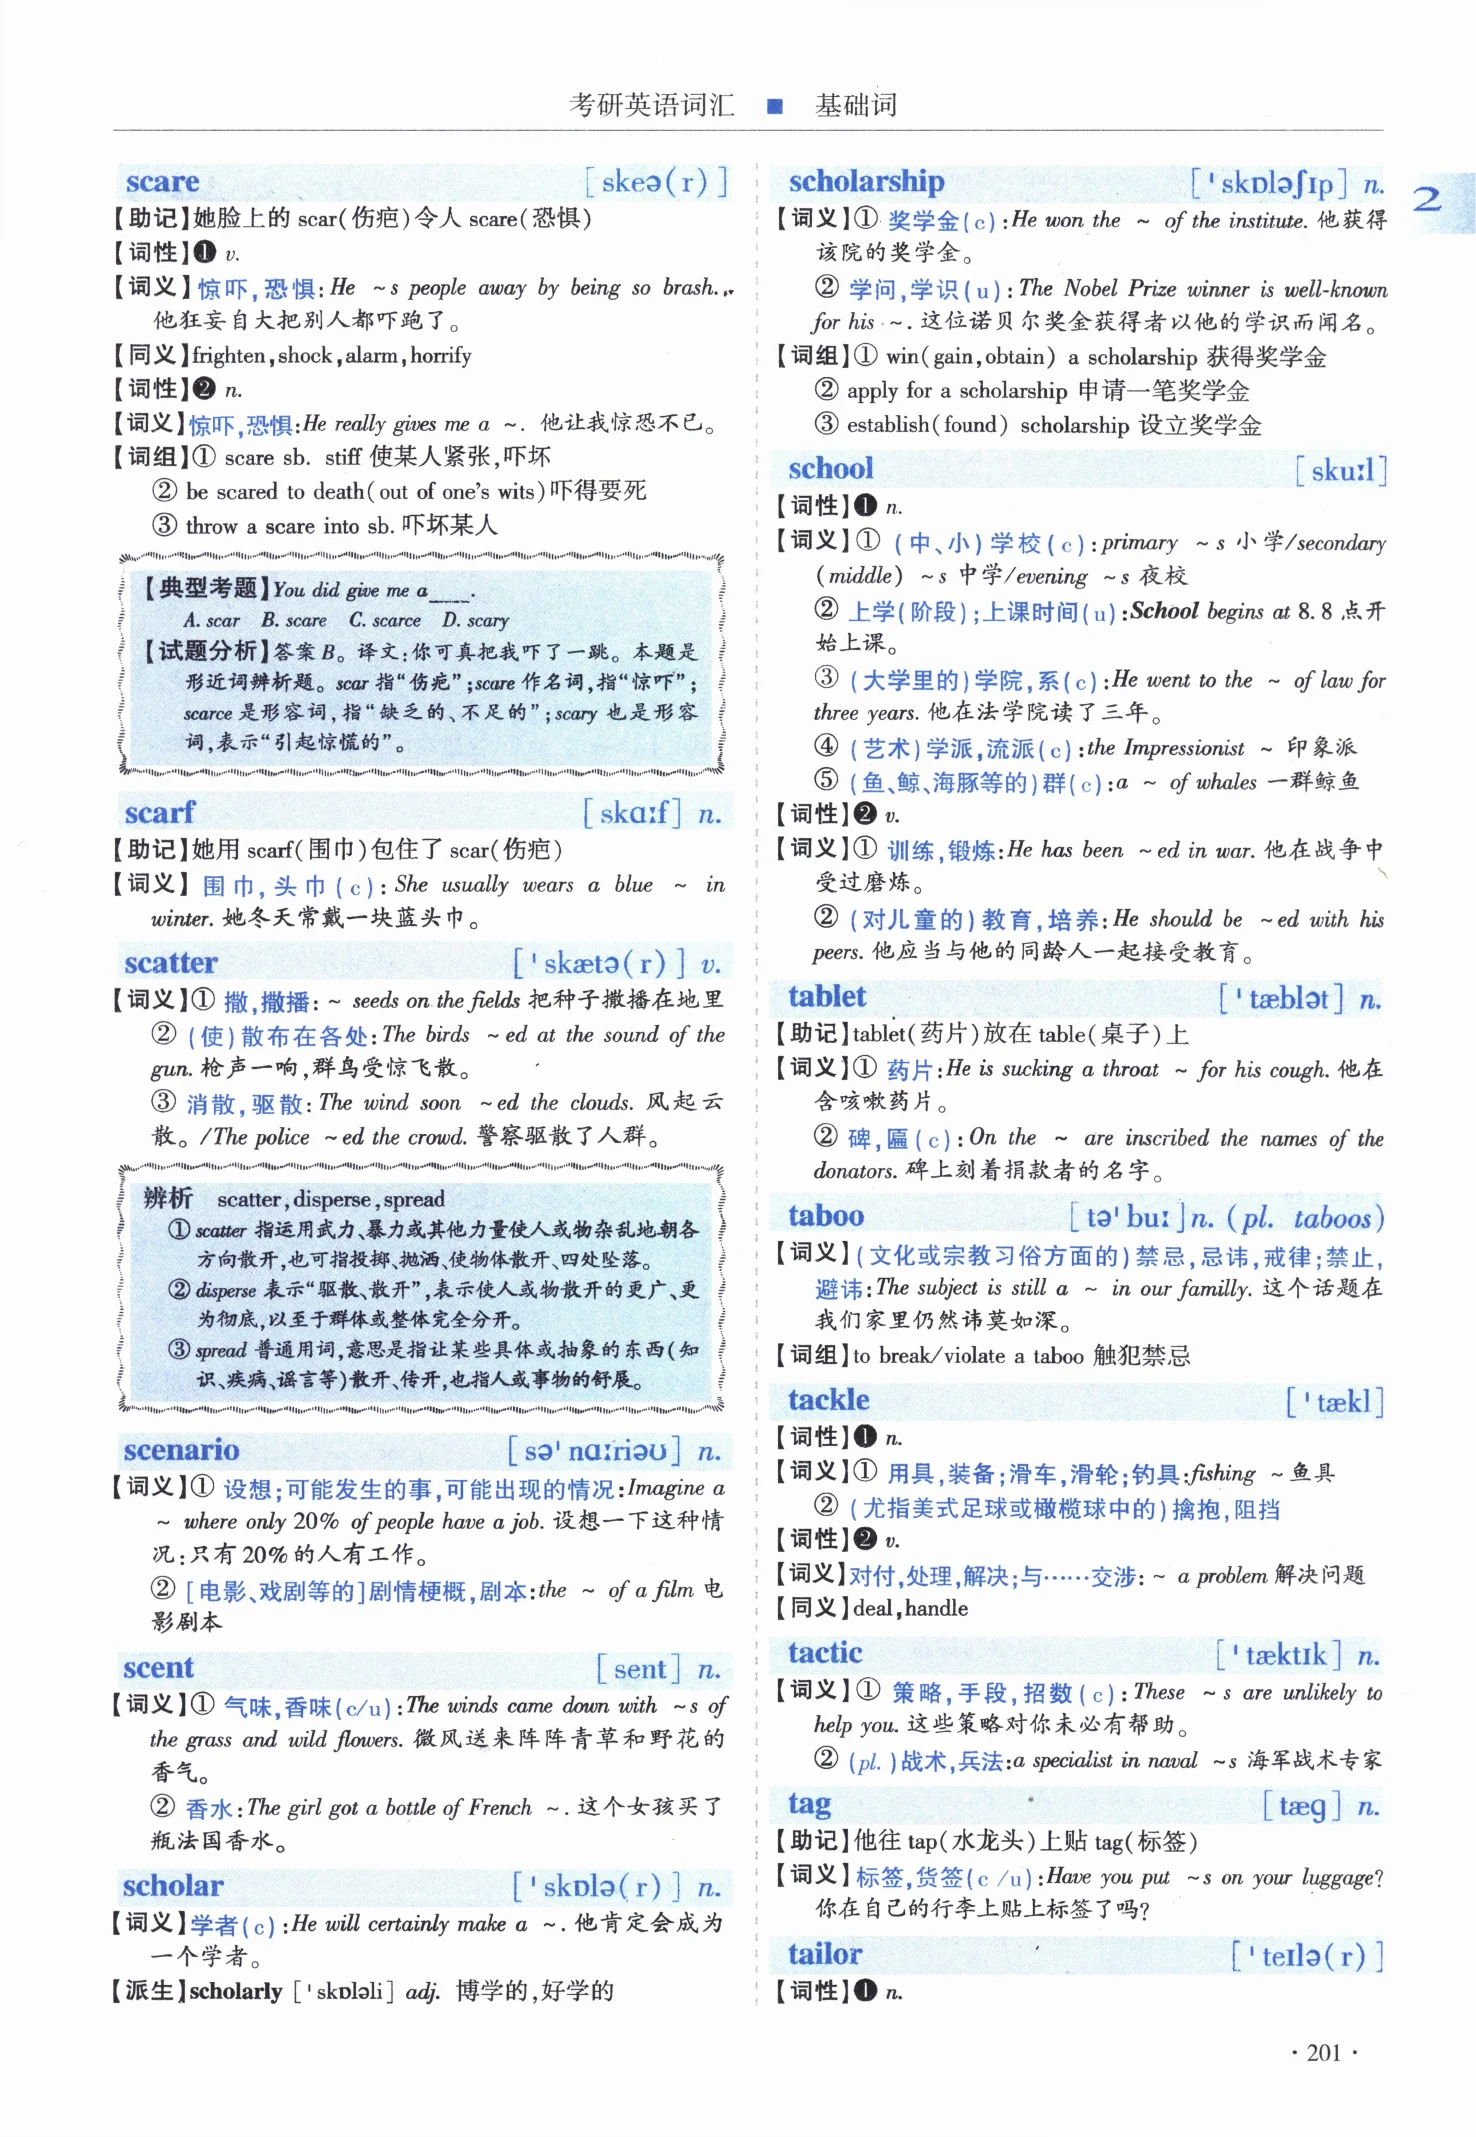 考研英语词汇 ■ 基础词
scare [skeə(r)]
【助记】她脸上的 scar(伤疤)令人 scare(恐惧)
【词性】❶ v.
【词义】惊吓,恐惧:He ~s people away by being so brash.
他狂妄自大把别人都吓跑了。
【同义】frighten,shock,alarm,horrify
【词性】❷ n.
【词义】惊吓,恐惧:He really gives me a ~. 他让我惊恐不已。
【词组】① scare sb. stiff 使某人紧张,吓坏
② be scared to death(out of one's wits)吓得要死
③ throw a scare into sb. 吓坏某人
【典型考题】You did give me a___.
A. scar B. scare C. scarce D. scary
【试题分析】答案 B。译文:你可真把我吓了一跳。本题是
形近词辨析题。scar 指“伤疤”;scare 作名词,指“惊吓”;
scarce 是形容词,指“缺乏的、不足的”;scary 也是形容
词,表示“引起惊慌的”。
scarf [skɑːf] n.
【助记】她用 scarf(围巾)包住了 scar(伤疤)
【词义】围巾,头巾(c):She usually wears a blue ~ in
winter. 她冬天常戴一块蓝头巾。
scatter [ˈskætə(r)] v.
【词义】① 撒,撒播:~ seeds on the fields 把种子撒播在地里
② (使)散布在各处:The birds ~ed at the sound of the
gun. 枪声一响,群鸟受惊飞散。
③ 消散,驱散:The wind soon ~ed the clouds. 风起云
散。/The police ~ed the crowd. 警察驱散了人群。
辨析 scatter,disperse,spread
① scatter 指运用武力、暴力或其他力量使人或物杂乱地朝各
方向散开,也可指投掷、抛洒、使物体散开、四处坠落。
② disperse 表示“驱散、散开”,表示使人或物散开的更广、更
为彻底,以至于群体或整体完全分开。
③ spread 普通用词,意思是指让某些具体或抽象的东西(知
识、疾病、谣言等)散开、传开,也指人或事物的舒展。
scenario [səˈnɑːriəʊ] n.
【词义】① 设想;可能发生的事,可能出现的情况:Imagine a
~ where only 20% of people have a job. 设想一下这种情
况:只有 20% 的人有工作。
② [电影、戏剧等的]剧情梗概,剧本:the ~ of a film 电
影剧本
scent [sent] n.
【词义】① 气味,香味(c/u):The winds came down with ~s of
the grass and wild flowers. 微风送来阵阵青草和野花的
香气。
② 香水:The girl got a bottle of French ~. 这个女孩买了
瓶法国香水。
scholar [ˈskɒlə(r)] n.
【词义】学者(c):He will certainly make a ~. 他肯定会成为
一个学者。
【派生】scholarly [ˈskɒləli] adj. 博学的,好学的
scholarship [ˈskɒləʃɪp] n.
【词义】① 奖学金(c):He won the ~ of the institute. 他获得
该院的奖学金。
② 学问,学识(u):The Nobel Prize winner is well-known
for his ~. 这位诺贝尔奖金获得者以他的学识而闻名。
【词组】① win(gain,obtain) a scholarship 获得奖学金
② apply for a scholarship 申请一笔奖学金
③ establish(found) scholarship 设立奖学金
school [skuːl]
【词性】❶ n.
【词义】① (中、小)学校(c):primary ~s 小学/secondary
(middle) ~s 中学/evening ~s 夜校
② 上学(阶段);上课时间(u):School begins at 8. 8 点开
始上课。
③ (大学里的)学院,系(c):He went to the ~ of law for
three years. 他在法学院读了三年。
④ (艺术)学派,流派(c):the Impressionist ~ 印象派
⑤ (鱼、鲸、海豚等的)群(c):a ~ of whales 一群鲸鱼
【词性】❷ v.
【词义】① 训练,锻炼:He has been ~ed in war. 他在战争中
受过磨炼。
② (对儿童的)教育,培养:He should be ~ed with his
peers. 他应当与他的同龄人一起接受教育。
tablet [ˈtæblət] n.
【助记】tablet(药片)放在 table(桌子)上
【词义】① 药片:He is sucking a throat ~ for his cough. 他在
含咳嗽药片。
② 碑,匾(c):On the ~ are inscribed the names of the
donators. 碑上刻着捐款者的名字。
taboo [təˈbuː] n. (pl. taboos)
【词义】(文化或宗教习俗方面的)禁忌,忌讳,戒律;禁止,
避讳:The subject is still a ~ in our familly. 这个话题在
我们家里仍然讳莫如深。
【词组】to break/violate a taboo 触犯禁忌
tackle [ˈtækl]
【词性】❶ n.
【词义】① 用具,装备;滑车,滑轮;钓具:fishing ~鱼具
② (尤指美式足球或橄榄球中的)擒抱,阻挡
【词性】❷ v.
【词义】对付,处理,解决;与……交涉:~ a problem 解决问题
【同义】deal,handle
tactic [ˈtæktɪk] n.
【词义】① 策略,手段,招数(c):These ~s are unlikely to
help you. 这些策略对你未必有帮助。
② (pl.)战术,兵法:a specialist in naval ~s 海军战术专家
tag [tæg] n.
【助记】他往 tap(水龙头)上贴 tag(标签)
【词义】标签,货签(c /u):Have you put ~s on your luggage?
你在自己的行李上贴上标签了吗?
tailor [ˈteɪlə(r)]
【词性】❶ n.
2
· 201 ·